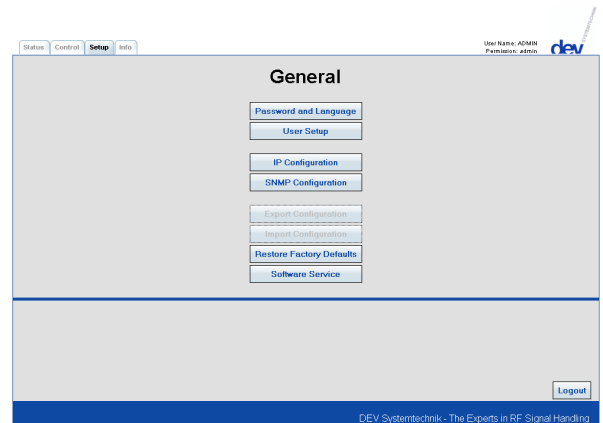 Status Control Setup Info
User Name: ADMIN
Permission: admin
dev
SYSTEMTECHNIK
General
Password and Language
User Setup
IP Configuration
SNMP Configuration
Export Configuration
Import Configuration
Restore Factory Defaults
Software Service
Logout
DEV Systemtechnik - The Experts in RF Signal Handling